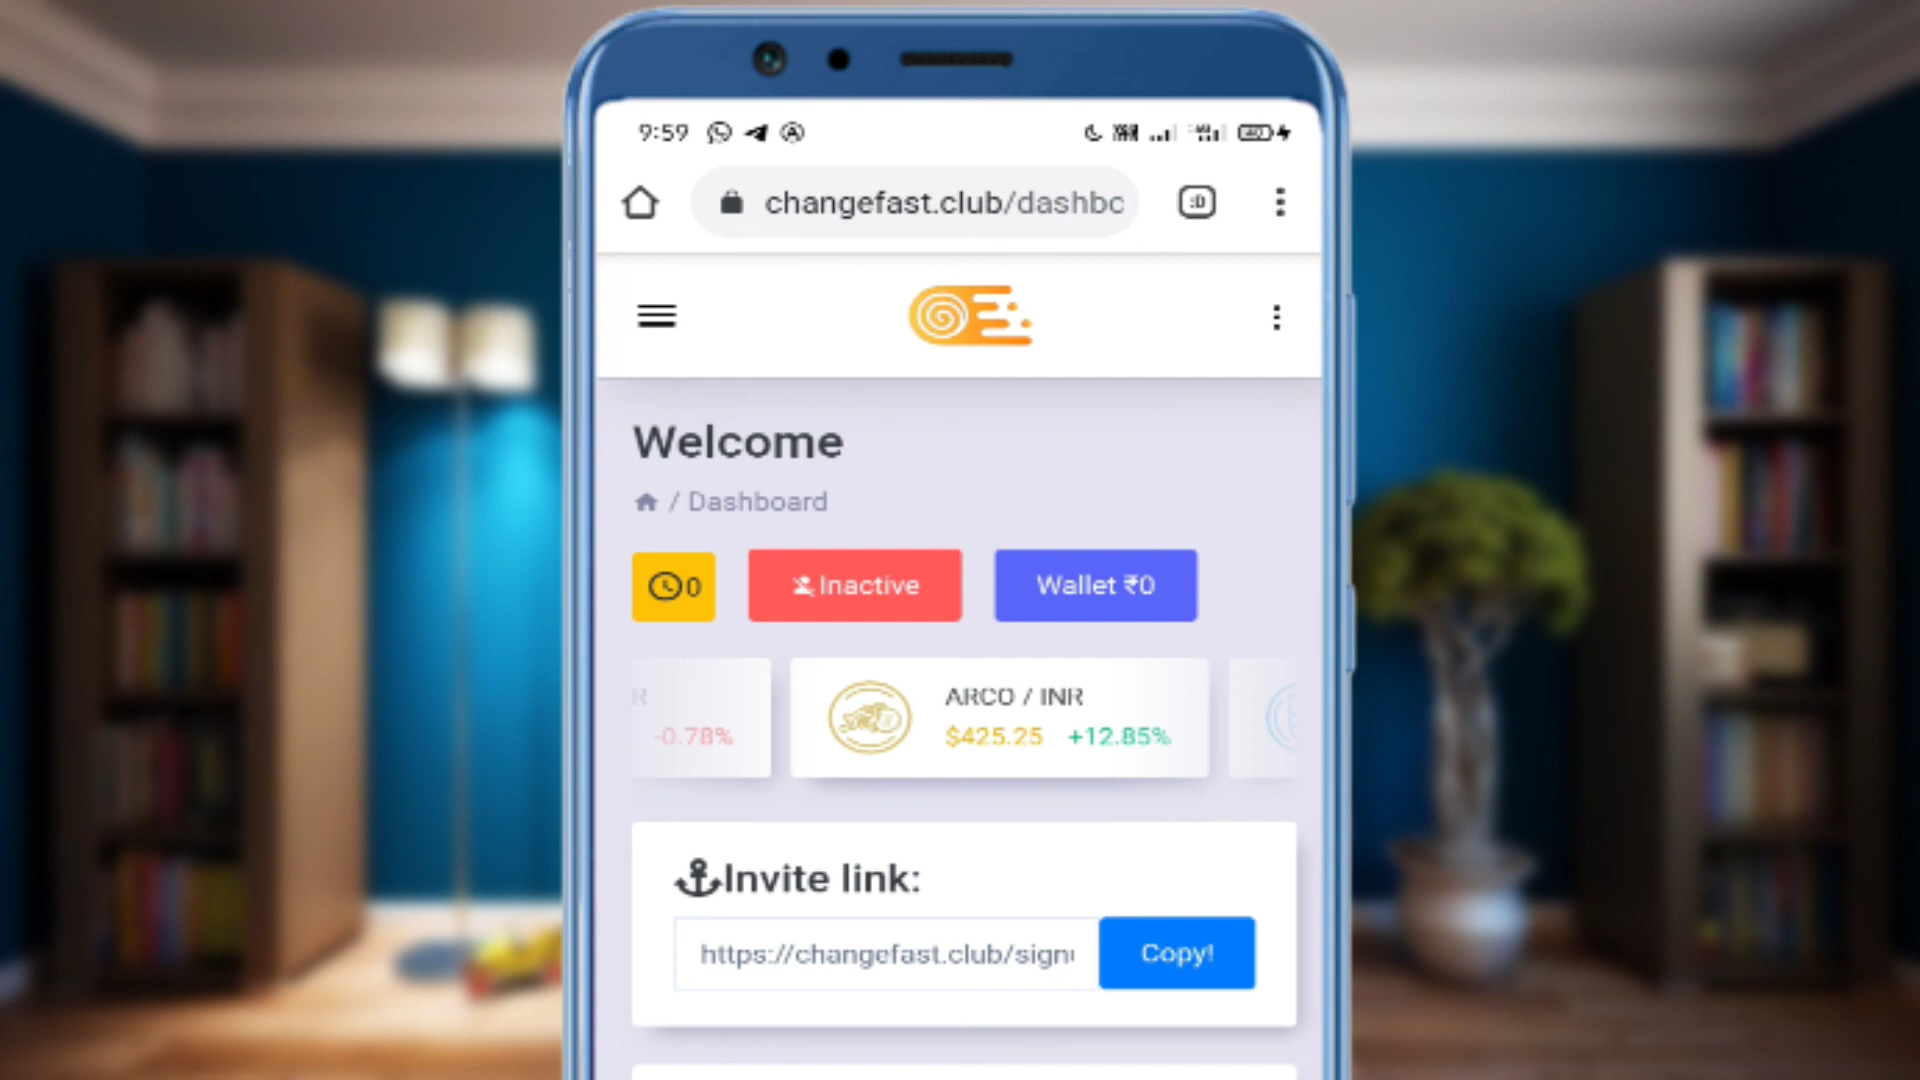 9:59
changefast.club/dashbo
:D
Welcome
/ Dashboard
0
Inactive
Wallet ₹0
R
-0.78%
ARCO / INR
$425.25 +12.85%
Invite link:
https://changefast.club/sign
Copy!